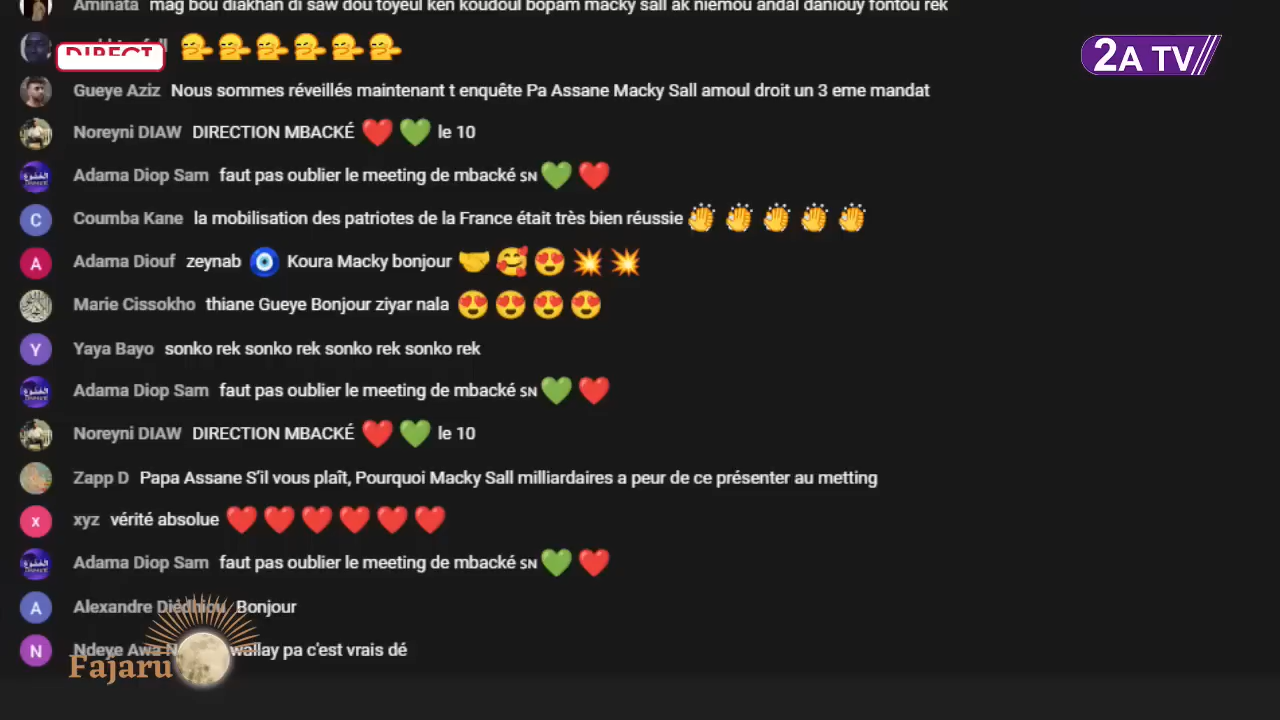 Aminata mag bou diakhan di saw dou toyeul ken koudoul bopam macky sall ak niemou andal daniouy fontou rek
DIRECT
2A TV
Gueye Aziz Nous sommes réveillés maintenant t enquête Pa Assane Macky Sall amoul droit un 3 eme mandat
Noreyni DIAW DIRECTION MBACKÉ ❤️ 💚 le 10
Adama Diop Sam faut pas oublier le meeting de mbacké SN 💚 ❤️
C Coumba Kane la mobilisation des patriotes de la France était très bien réussie 👏 👏 👏 👏 👏
A Adama Diouf zeynab 🧿 Koura Macky bonjour 🤝 🥰 😍 💥 💥
Marie Cissokho thiane Gueye Bonjour ziyar nala 😍 😍 😍 😍
Y Yaya Bayo sonko rek sonko rek sonko rek sonko rek
Adama Diop Sam faut pas oublier le meeting de mbacké SN 💚 ❤️
Noreyni DIAW DIRECTION MBACKÉ ❤️ 💚 le 10
Zapp D Papa Assane S'il vous plaît, Pourquoi Macky Sall milliardaires a peur de ce présenter au metting
x xyz vérité absolue ❤️ ❤️ ❤️ ❤️ ❤️ ❤️
Adama Diop Sam faut pas oublier le meeting de mbacké SN 💚 ❤️
A Alexandre Diédhiou Bonjour
N Ndeye Awa wallay pa c'est vrais dé
Fajaru